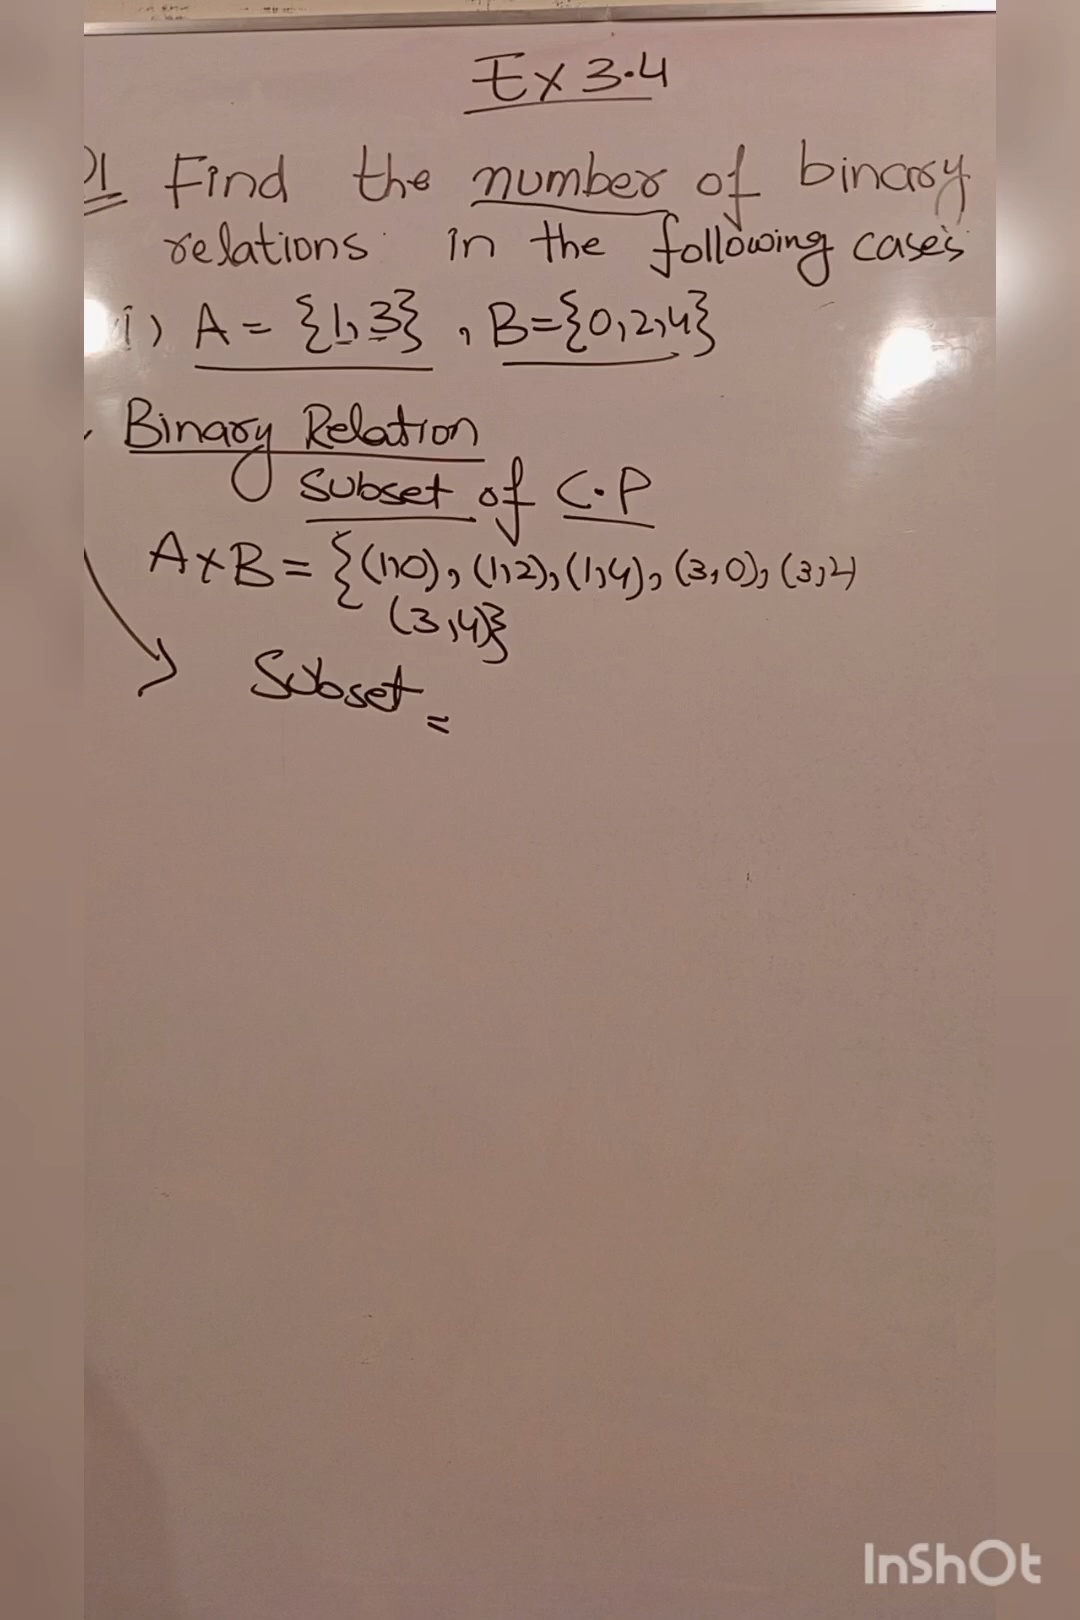 Ex 3.4
Q1 Find the number of binary
relations in the following cases
i) A = {1,3} , B={0,2,4}
Binary Relation
Subset of C.P
A×B = {(1,0), (1,2), (1,4), (3,0), (3,2)
(3,4)}
Subset =
InShOt